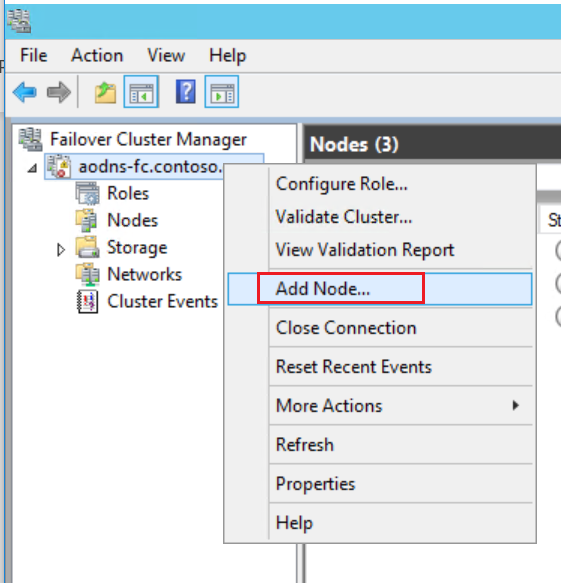 File Action View Help
Failover Cluster Manager
aodns-fc.contoso.
Roles
Nodes
Storage
Networks
Cluster Events
Nodes (3)
St
Configure Role...
Validate Cluster...
View Validation Report
Add Node...
Close Connection
Reset Recent Events
More Actions
Refresh
Properties
Help